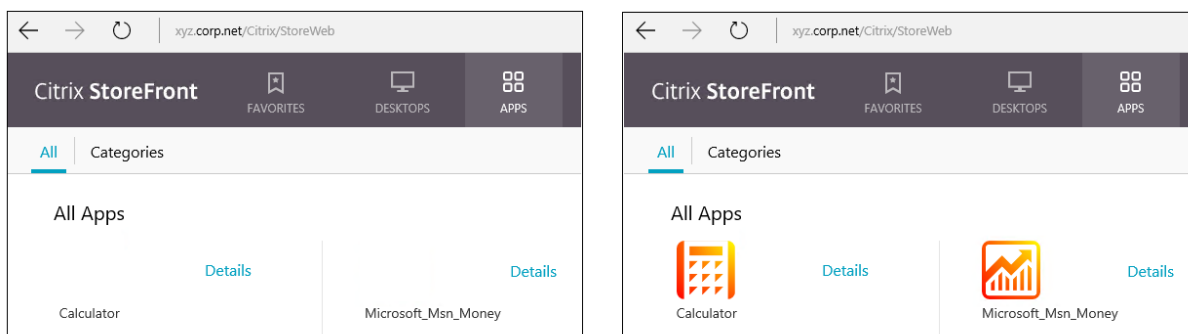 xyz.corp.net/Citrix/StoreWeb
Citrix StoreFront
FAVORITES
DESKTOPS
APPS
All
Categories
All Apps
Details
Details
Calculator
Microsoft_Msn_Money
xyz.corp.net/Citrix/StoreWeb
Citrix StoreFront
FAVORITES
DESKTOPS
APPS
All
Categories
All Apps
Details
Details
Calculator
Microsoft_Msn_Money